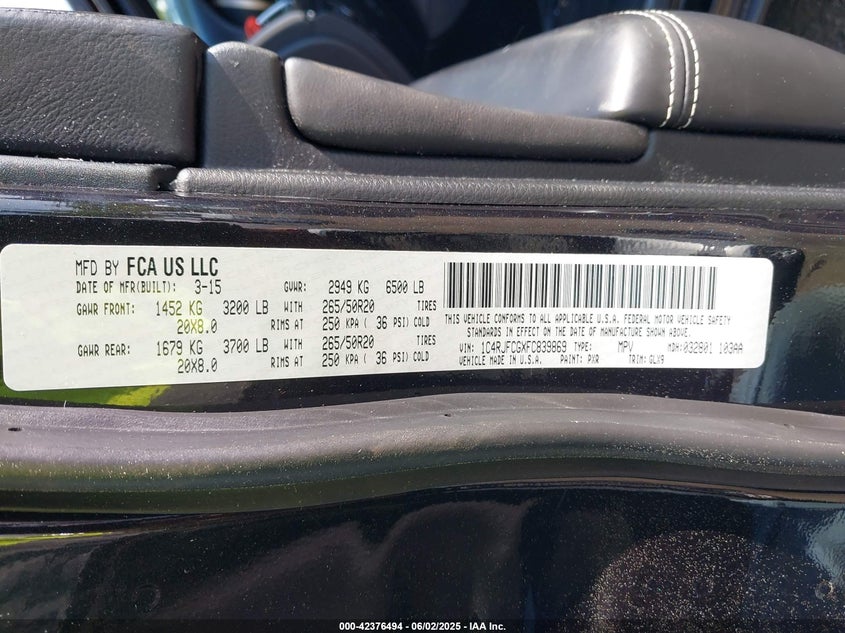 MFD BY FCA US LLC
DATE OF MFR(BUILT): 3-15 GVWR: 2949 KG 6500 LB
GAWR FRONT: 1452 KG 3200 LB WITH 265/50R20 TIRES
20X8.0 RIMS AT 250 KPA ( 36 PSI) COLD
GAWR REAR: 1679 KG 3700 LB WITH 265/50R20 TIRES
20X8.0 RIMS AT 250 KPA ( 36 PSI) COLD
THIS VEHICLE CONFORMS TO ALL APPLICABLE U.S.A. FEDERAL MOTOR VEHICLE SAFETY
STANDARDS IN EFFECT ON THE DATE OF MANUFACTURE SHOWN ABOVE.
VIN: 1C4RJFCGXFC839869 TYPE: MPV MDH: 032801 103AA
VEHICLE MADE IN U.S.A. PAINT: PXR TRIM: GLX9
000-42376494 | 06/02/2025 - IAA Inc.